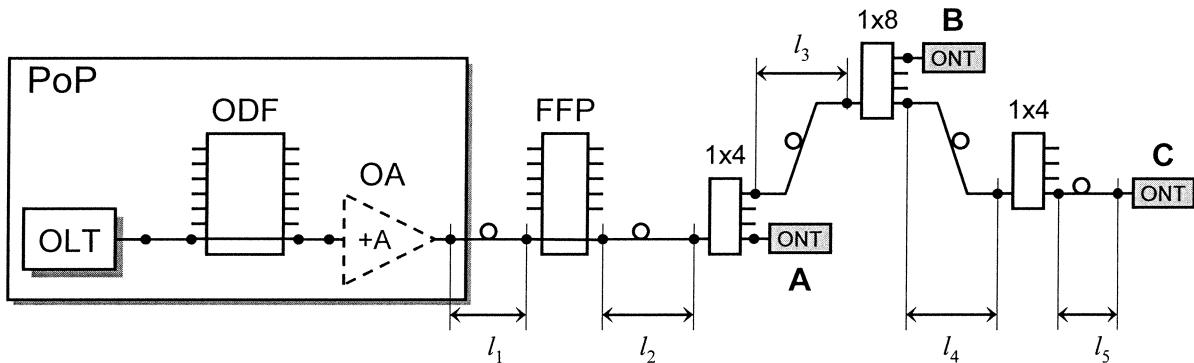 PoP
ODF
OA
OLT
+A
FFP
1x4
ONT
A
l3
1x8
B
ONT
1x4
C
ONT
l1
l2
l4
l5